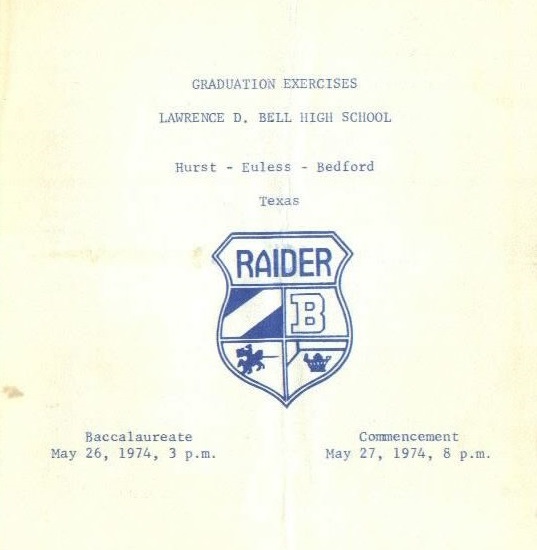 GRADUATION EXERCISES
LAWRENCE D. BELL HIGH SCHOOL
Hurst - Euless - Bedford
Texas
RAIDER
B
Baccalaureate
May 26, 1974, 3 p.m.
Commencement
May 27, 1974, 8 p.m.